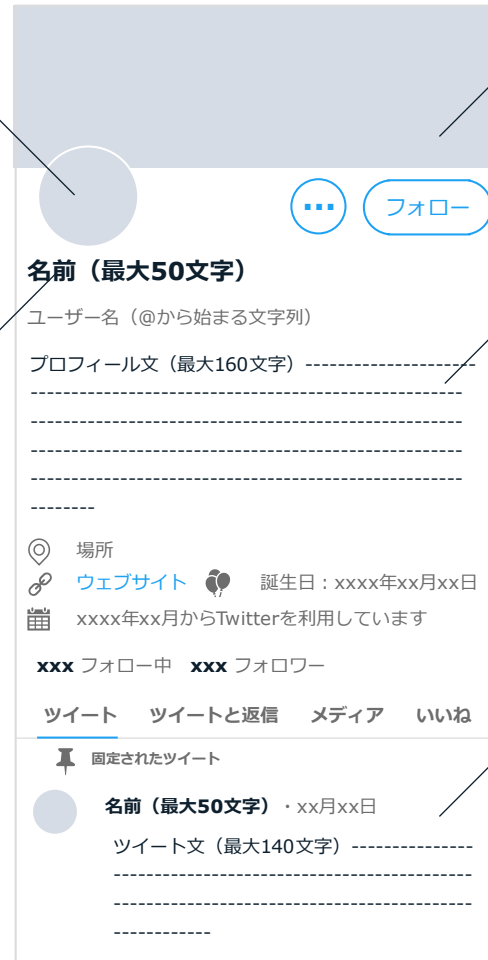 フォロー
名前（最大50文字）
ユーザー名（@から始まる文字列）
プロフィール文（最大160文字）---------------------
-----------------------------------------------------
-----------------------------------------------------
-----------------------------------------------------
-----------------------------------------------------
--------
場所
ウェブサイト 誕生日：xxxx年xx月xx日
xxxx年xx月からTwitterを利用しています
xxx フォロー中 xxx フォロワー
ツイート ツイートと返信 メディア いいね
固定されたツイート
名前（最大50文字）・xx月xx日
ツイート文（最大140文字）---------------
--------------------------------------------
--------------------------------------------
------------